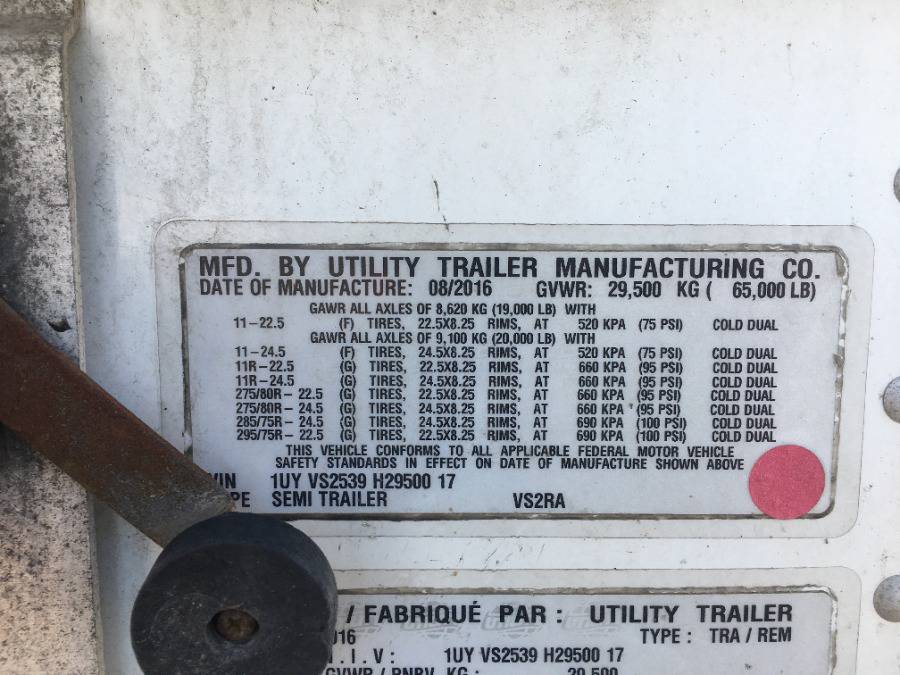 MFD. BY UTILITY TRAILER MANUFACTURING CO.
DATE OF MANUFACTURE: 08/2016 GVWR: 29,500 KG ( 65,000 LB)
GAWR ALL AXLES OF 8,620 KG (19,000 LB) WITH
11-22.5 (F) TIRES, 22.5X8.25 RIMS, AT 520 KPA (75 PSI) COLD DUAL
GAWR ALL AXLES OF 9,100 KG (20,000 LB) WITH
11-24.5 (F) TIRES, 24.5X8.25 RIMS, AT 520 KPA (75 PSI) COLD DUAL
11R-22.5 (G) TIRES, 22.5X8.25 RIMS, AT 660 KPA (95 PSI) COLD DUAL
11R-24.5 (G) TIRES, 24.5X8.25 RIMS, AT 660 KPA (95 PSI) COLD DUAL
275/80R-22.5 (G) TIRES, 22.5X8.25 RIMS, AT 660 KPA (95 PSI) COLD DUAL
275/80R-24.5 (G) TIRES, 24.5X8.25 RIMS, AT 660 KPA (95 PSI) COLD DUAL
285/75R-24.5 (G) TIRES, 24.5X8.25 RIMS, AT 690 KPA (100 PSI) COLD DUAL
295/75R-22.5 (G) TIRES, 22.5X8.25 RIMS, AT 690 KPA (100 PSI) COLD DUAL
THIS VEHICLE CONFORMS TO ALL APPLICABLE FEDERAL MOTOR VEHICLE
SAFETY STANDARDS IN EFFECT ON DATE OF MANUFACTURE SHOWN ABOVE
VIN 1UY VS2539 H29500 17
PE SEMI TRAILER VS2RA
/ FABRIQUÉ PAR : UTILITY TRAILER
016 TYPE : TRA / REM
. I . V : 1UY VS2539 H29500 17
GVWR / PNBV KG : 29,500